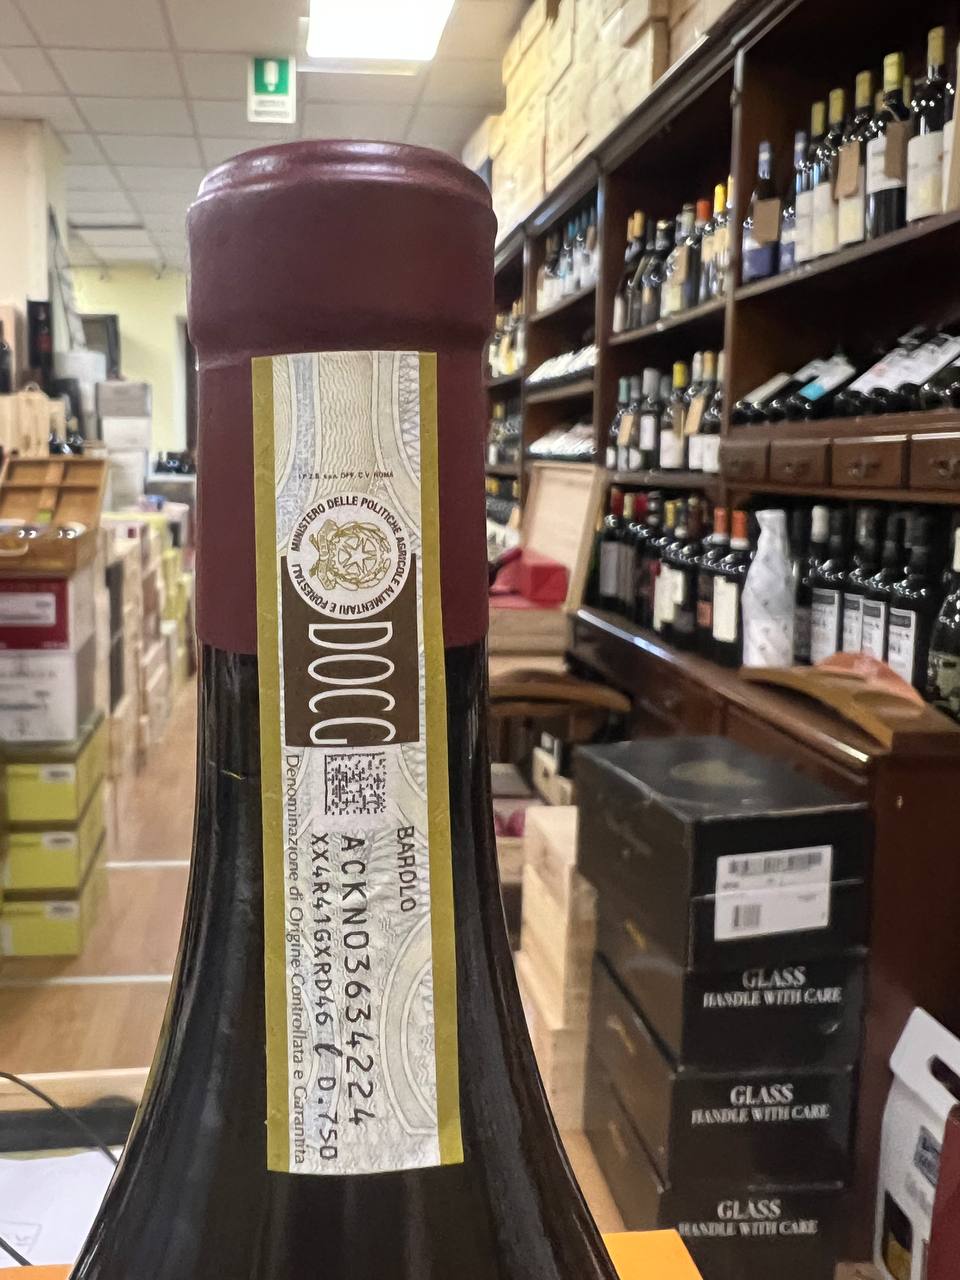 I.P.Z.S. S.p.A. OFF. C.V. ROMA
MINISTERO DELLE POLITICHE AGRICOLE ALIMENTARI E FORESTALI
DOCG
BAROLO
ACKN03634224
XX4R41GXRD46 ℓ 0.750
Denominazione di Origine Controllata e Garantita
GLASS
HANDLE WITH CARE
GLASS
HANDLE WITH CARE
GLASS
HANDLE WITH CARE